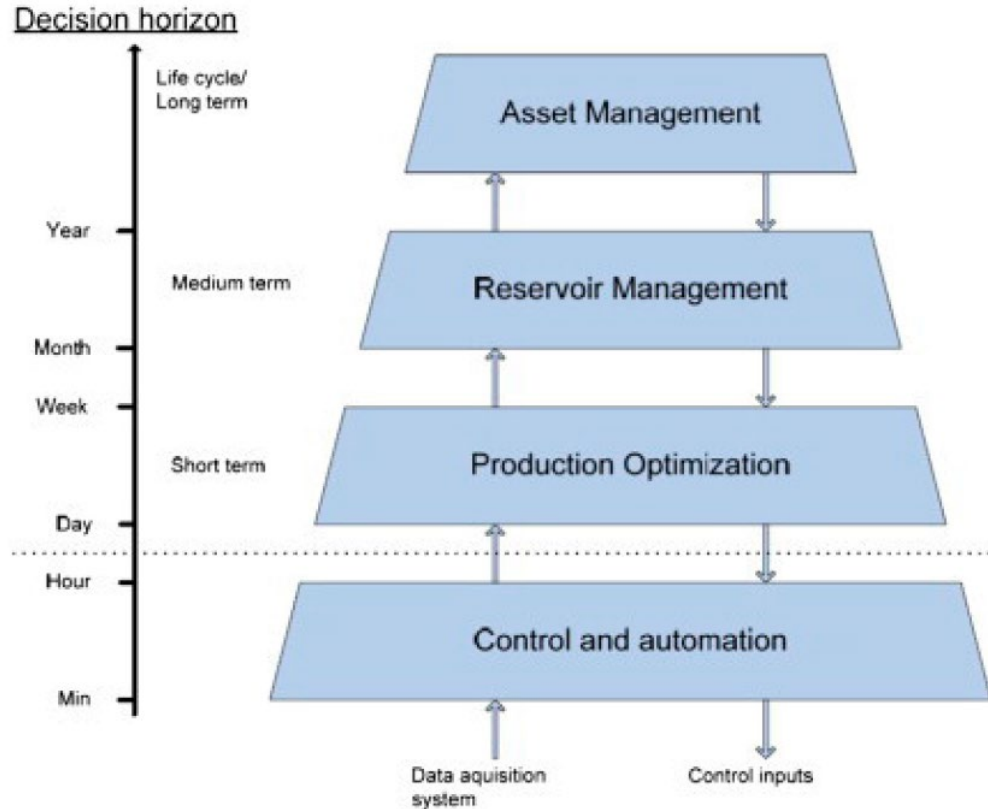 Decision horizon
Life cycle/
Long term
Asset Management
Year
Medium term
Reservoir Management
Month
Week
Short term
Production Optimization
Day
Hour
Control and automation
Min
Data aquisition
system
Control inputs